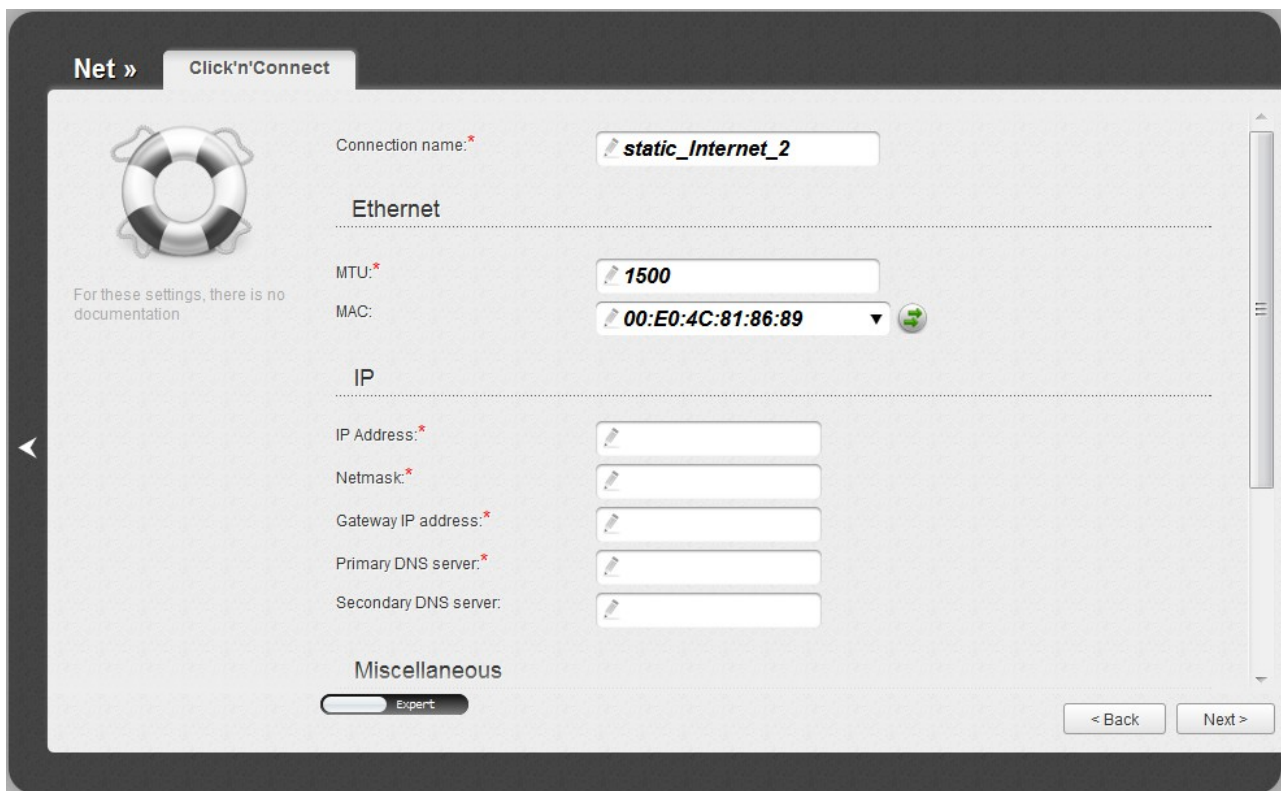 Net »
Click'n'Connect
Connection name:*
static_Internet_2
Ethernet
MTU:*
1500
For these settings, there is no
documentation
MAC:
00:E0:4C:81:86:89
IP
IP Address:*
Netmask:*
Gateway IP address:*
Primary DNS server:*
Secondary DNS server:
Miscellaneous
Expert
< Back
Next >